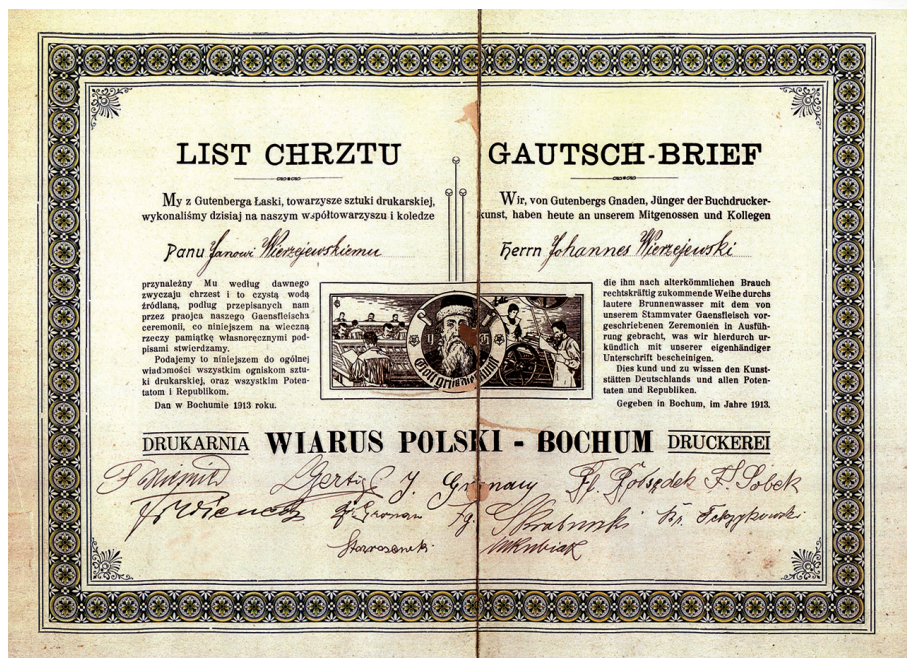 LIST CHRZTU
My z Gutenberga Łaski, towarzysze sztuki drukarskiej,
wykonaliśmy dzisiaj na naszym współtowarzyszu i koledze
Panu Janowi Wierzejewskiemu
przynależny Mu według dawnego
zwyczaju chrzest i to czystą wodą
źródlaną, podług przepisanych nam
przez praojca naszego Gaensfleischa
ceremonii, co niniejszem na wieczną
rzeczy pamiątkę własnoręcznymi pod-
pisami stwierdzamy.
Podajemy to niniejszem do ogólnej
wiadomości wszystkim ogniskom sztu-
ki drukarskiej, oraz wszystkim Poten-
tatom i Republikom.
Dan w Bochumie 1913 roku.
GAUTSCH-BRIEF
Wir, von Gutenbergs Gnaden, Jünger der Buchdrucker-
kunst, haben heute an unserem Mitgenossen und Kollegen
Herrn Johannes Wierzejewski
die ihm nach alterkömmlichen Brauch
rechtskräftig zukommende Weihe durchs
lautere Brunnenwasser mit dem von
unserem Stammvater Gaensfleisch vor-
geschriebenen Zeremonien in Ausfüh-
rung gebracht, was wir hierdurch ur-
kündlich mit unserer eigenhändiger
Unterschrift bescheinigen.
Dies kund und zu wissen den Kunst-
stätten Deutschlands und allen Poten-
taten und Republiken.
Gegeben in Bochum, im Jahre 1913.
Gott grüße die Kunst
DRUKARNIA WIARUS POLSKI - BOCHUM DRUCKEREI
J. Gronau F. Sobek
Skrabunski
Kubiak